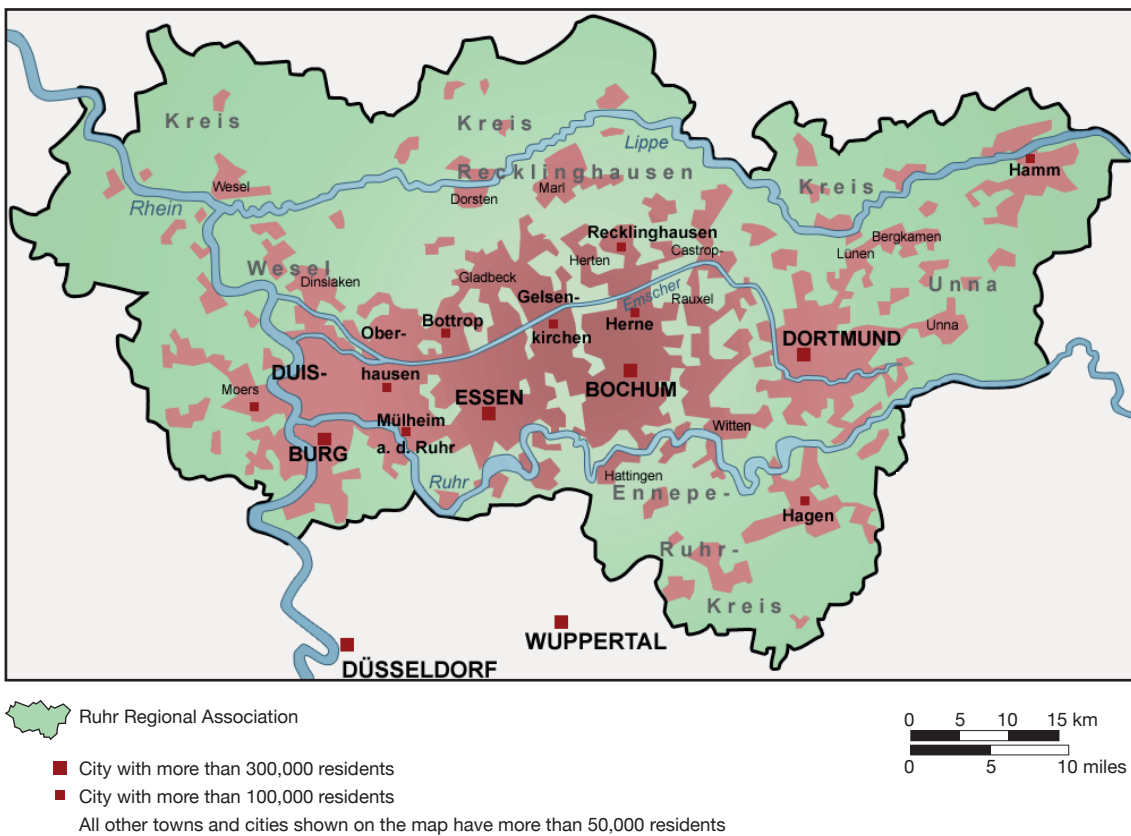 Kreis
Kreis
Lippe
Recklinghausen
Kreis
Hamm
Wesel
Dorsten
Marl
Rhein
Recklinghausen
Castrop-
Herten
Bergkamen
Lünen
Wesel
Dinslaken
Gladbeck
Gelsen-
Emscher
Rauxel
Unna
Ober-
Bottrop
kirchen
Herne
Unna
DORTMUND
DUIS-
hausen
Moers
ESSEN
BOCHUM
Mülheim
a. d. Ruhr
BURG
Witten
Ruhr
Hattingen
Ennepe-
Hagen
Ruhr-
Kreis
WUPPERTAL
DÜSSELDORF
Ruhr Regional Association
0 5 10 15 km
0 5 10 miles
City with more than 300,000 residents
City with more than 100,000 residents
All other towns and cities shown on the map have more than 50,000 residents